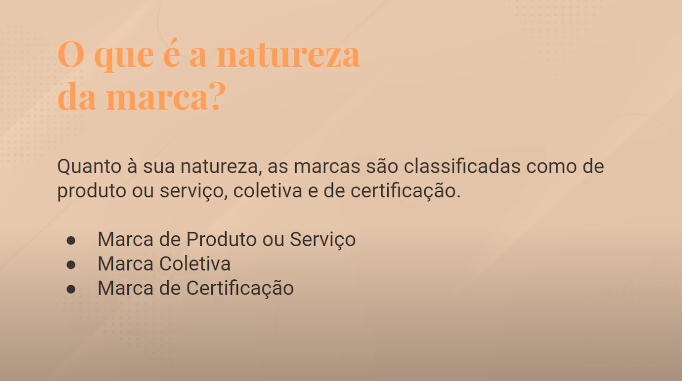 O que é a natureza
da marca?
Quanto à sua natureza, as marcas são classificadas como de
produto ou serviço, coletiva e de certificação.
● Marca de Produto ou Serviço
● Marca Coletiva
● Marca de Certificação